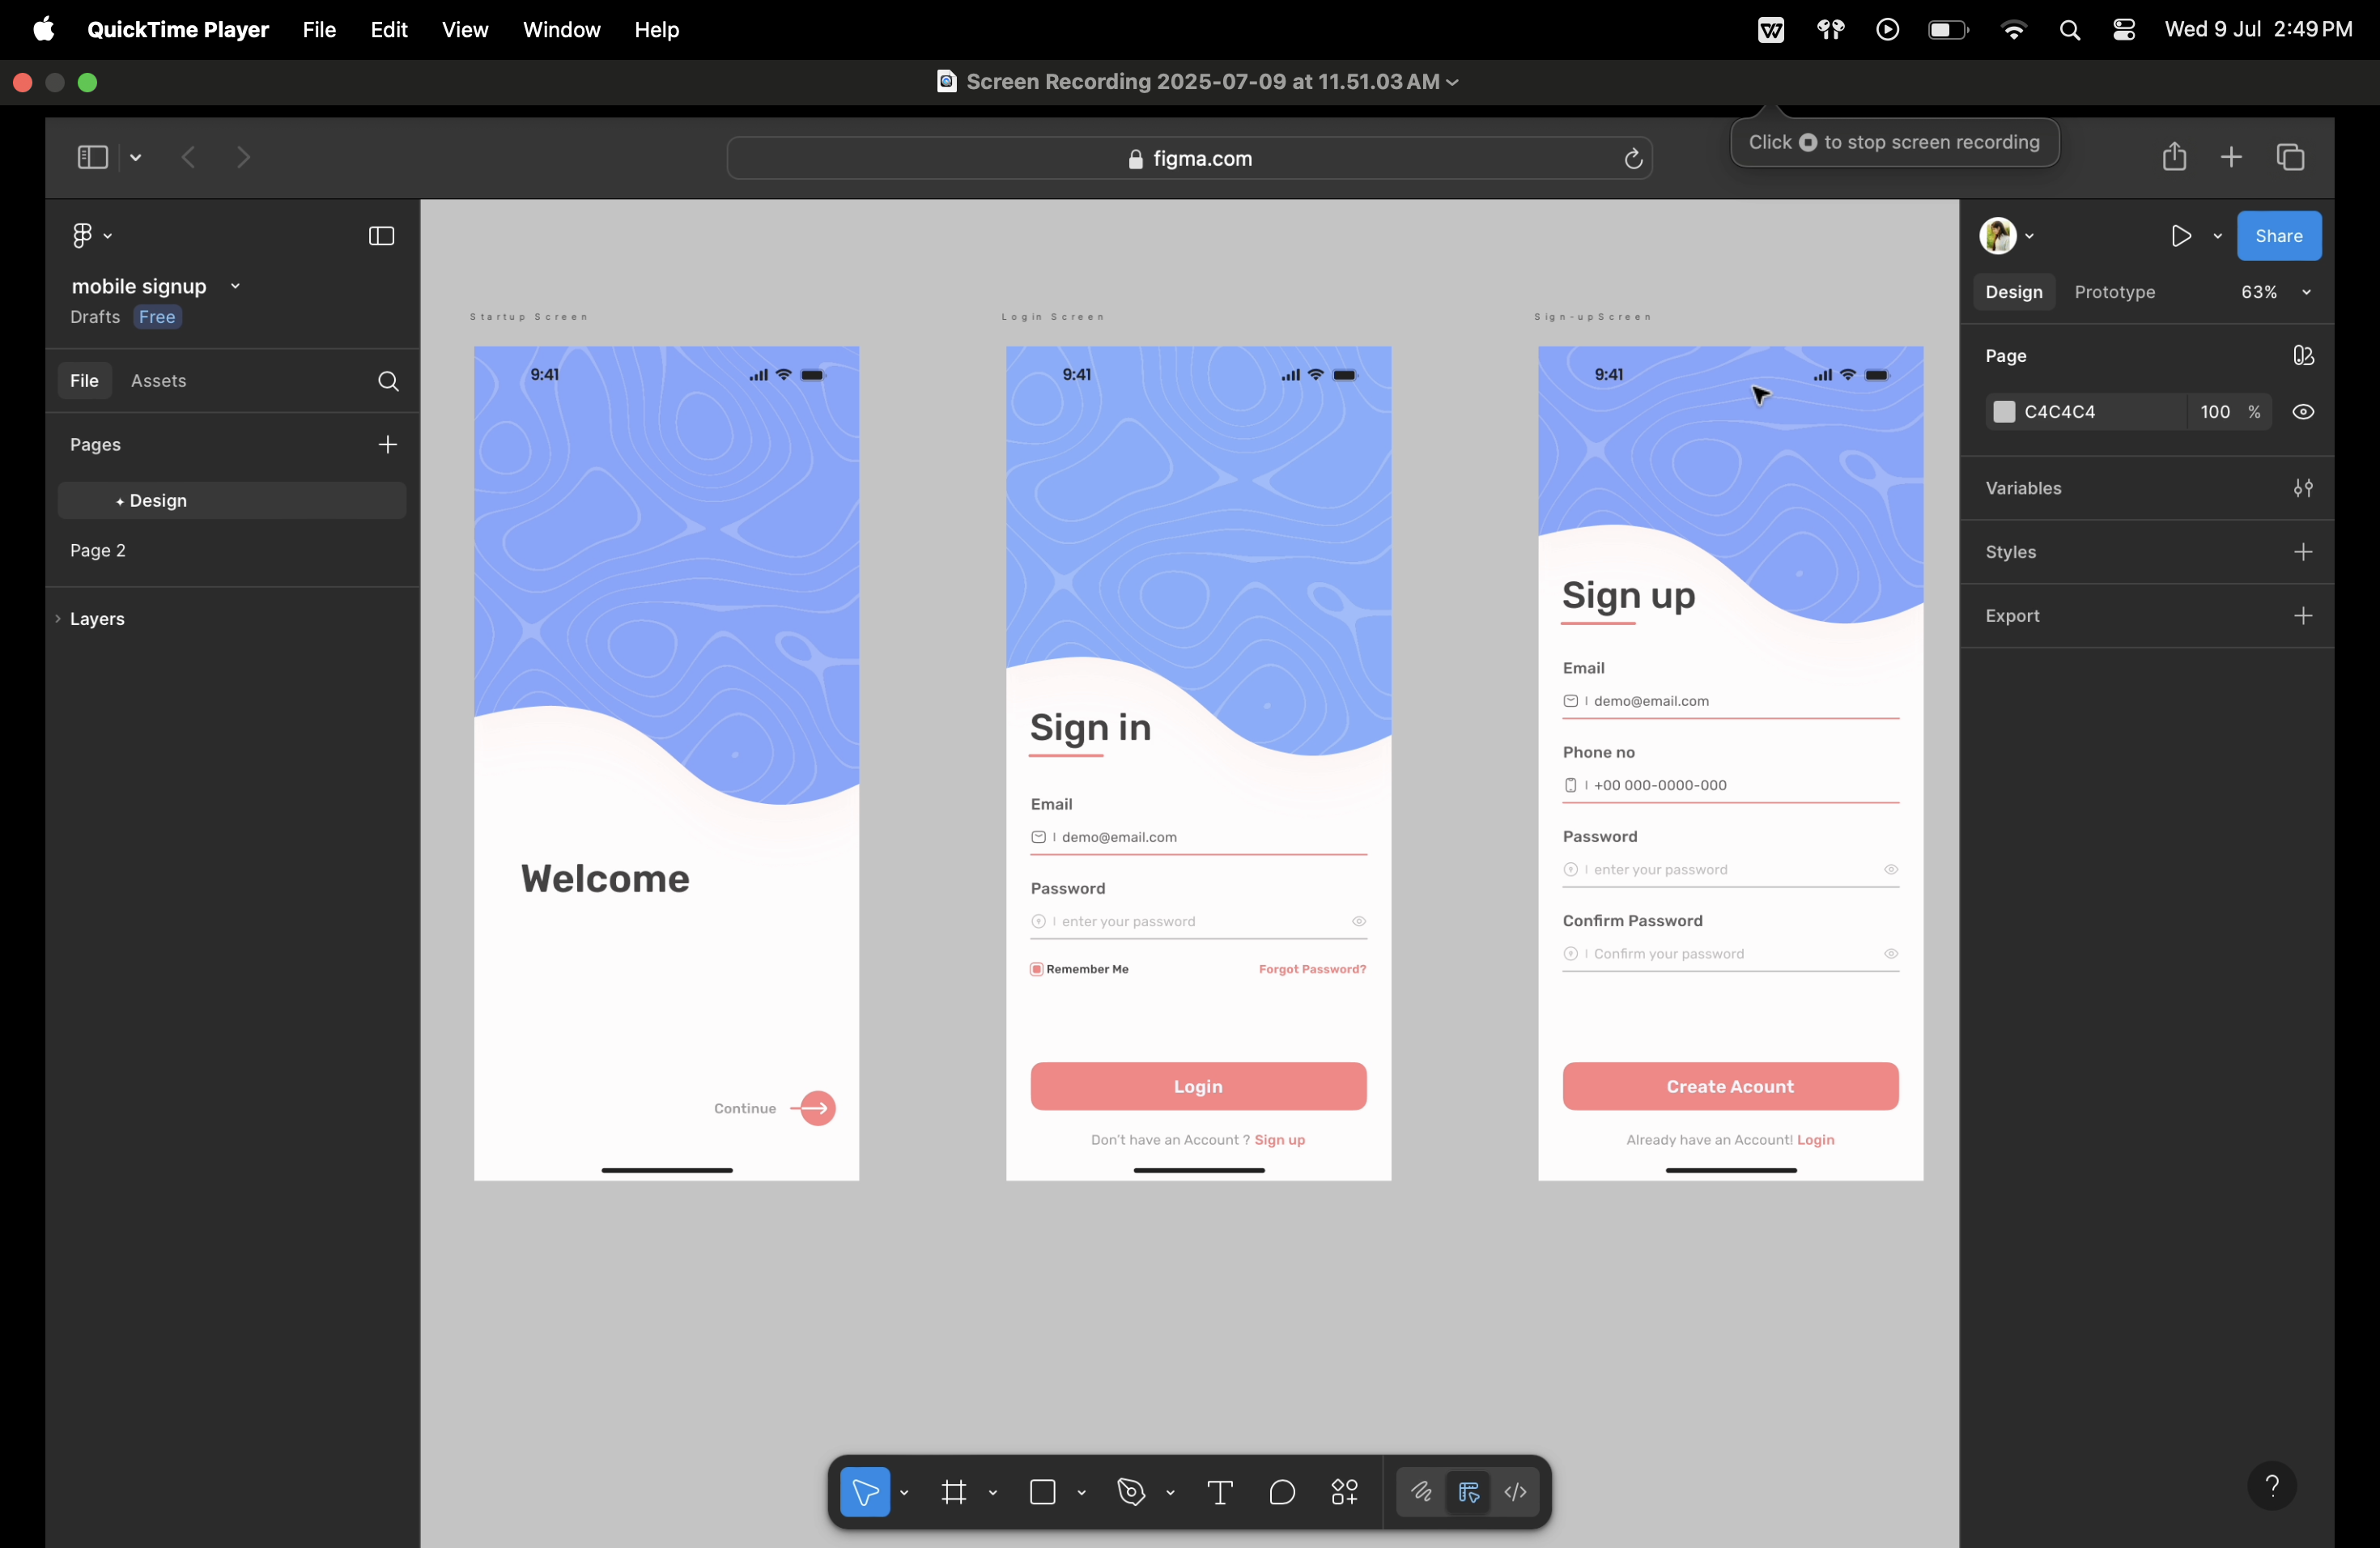 QuickTime Player File Edit View Window Help Wed 9 Jul 2:49 PM
Screen Recording 2025-07-09 at 11.51.03 AM
figma.com
Click to stop screen recording
mobile signup
Drafts Free
File Assets
Pages
Design
Page 2
Layers
Startup Screen
9:41
Welcome
Continue
Login Screen
9:41
Sign in
Email
demo@email.com
Password
enter your password
Remember Me Forgot Password?
Login
Don't have an Account ? Sign up
Sign-upScreen
9:41
Sign up
Email
demo@email.com
Phone no
+00 000-0000-000
Password
enter your password
Confirm Password
Confirm your password
Create Acount
Already have an Account! Login
Share
Design Prototype 63%
Page
C4C4C4 100 %
Variables
Styles
Export
?